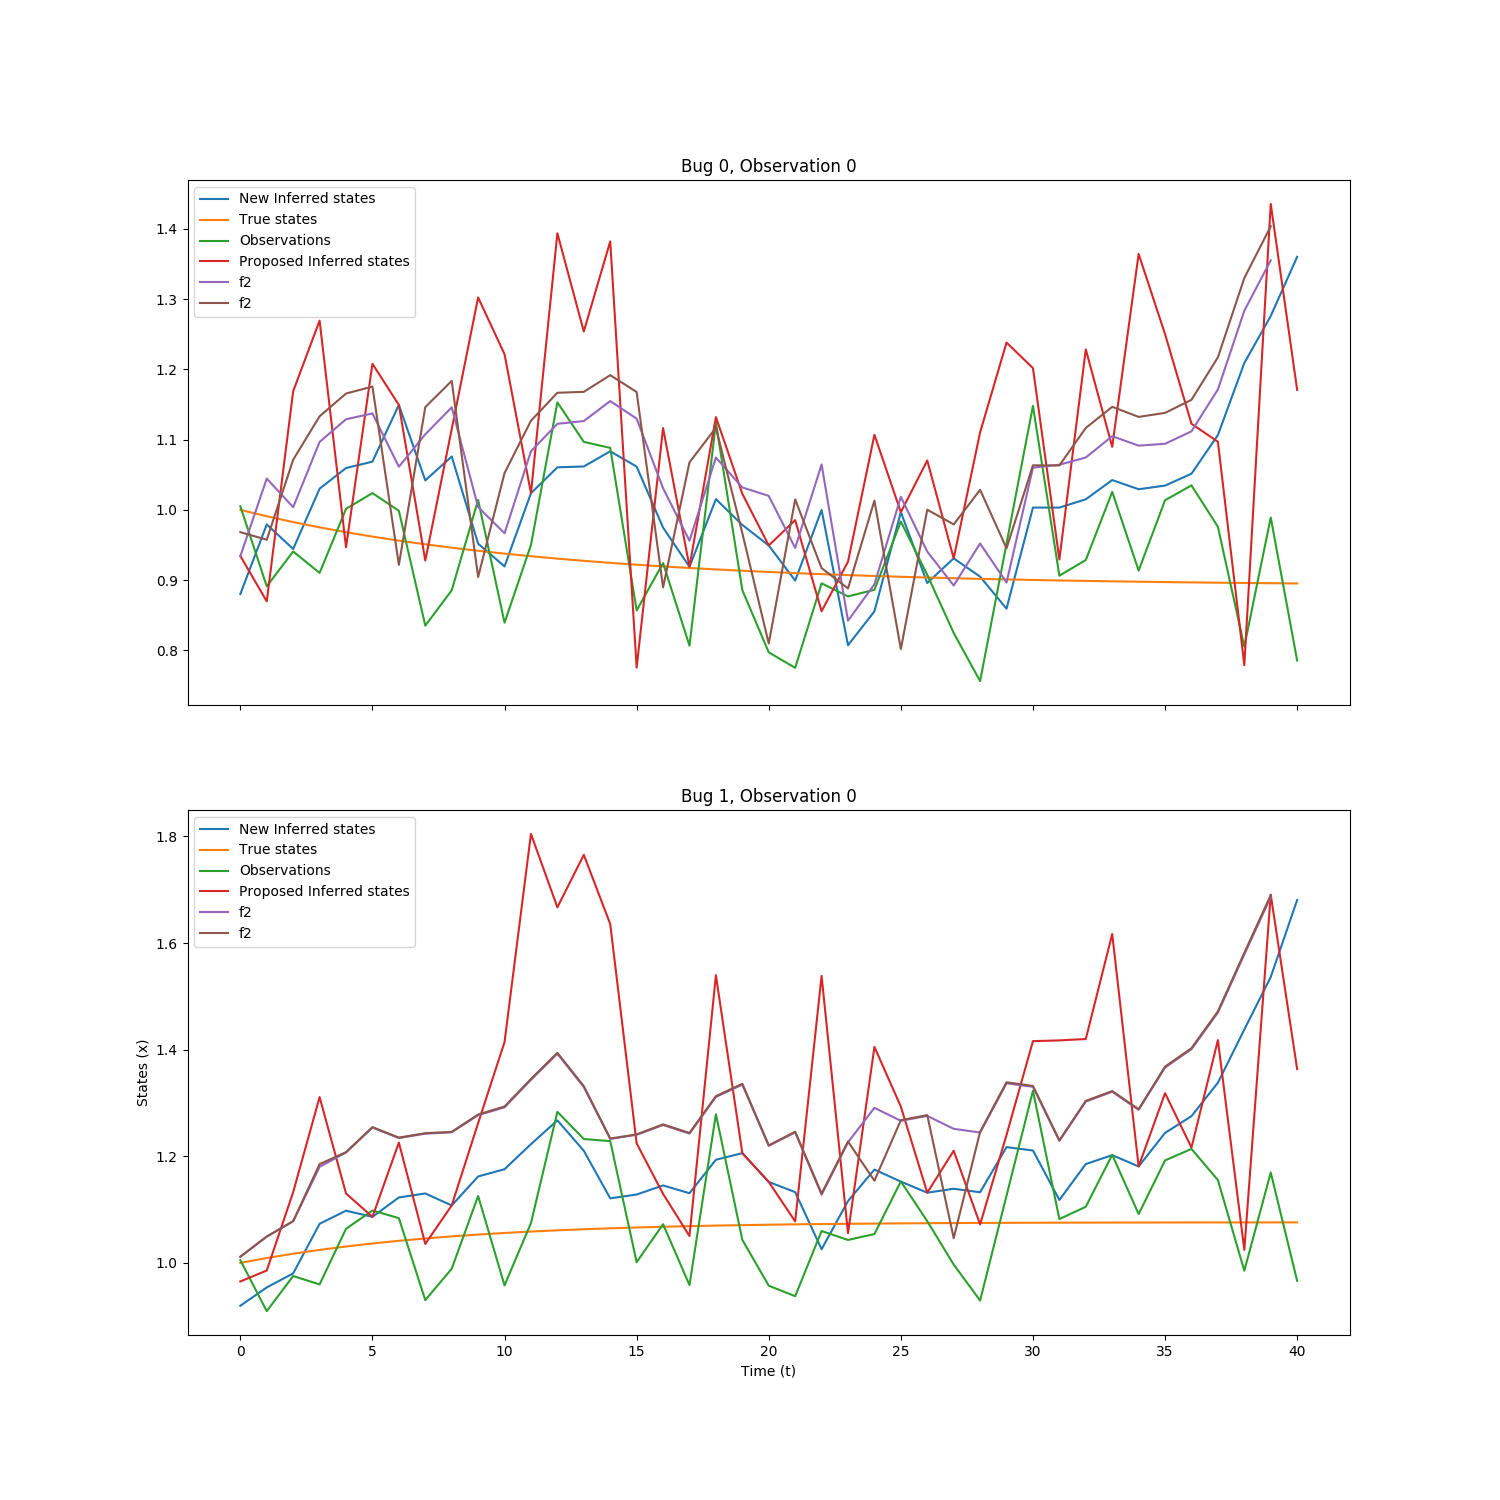 Bug 0, Observation 0
New Inferred states
True states
Observations
Proposed Inferred states
f2
f2
1.4
1.3
1.2
1.1
1.0
0.9
0.8
Bug 1, Observation 0
New Inferred states
True states
Observations
Proposed Inferred states
f2
f2
1.8
1.6
1.4
1.2
1.0
States (x)
0 5 10 15 20 25 30 35 40
Time (t)